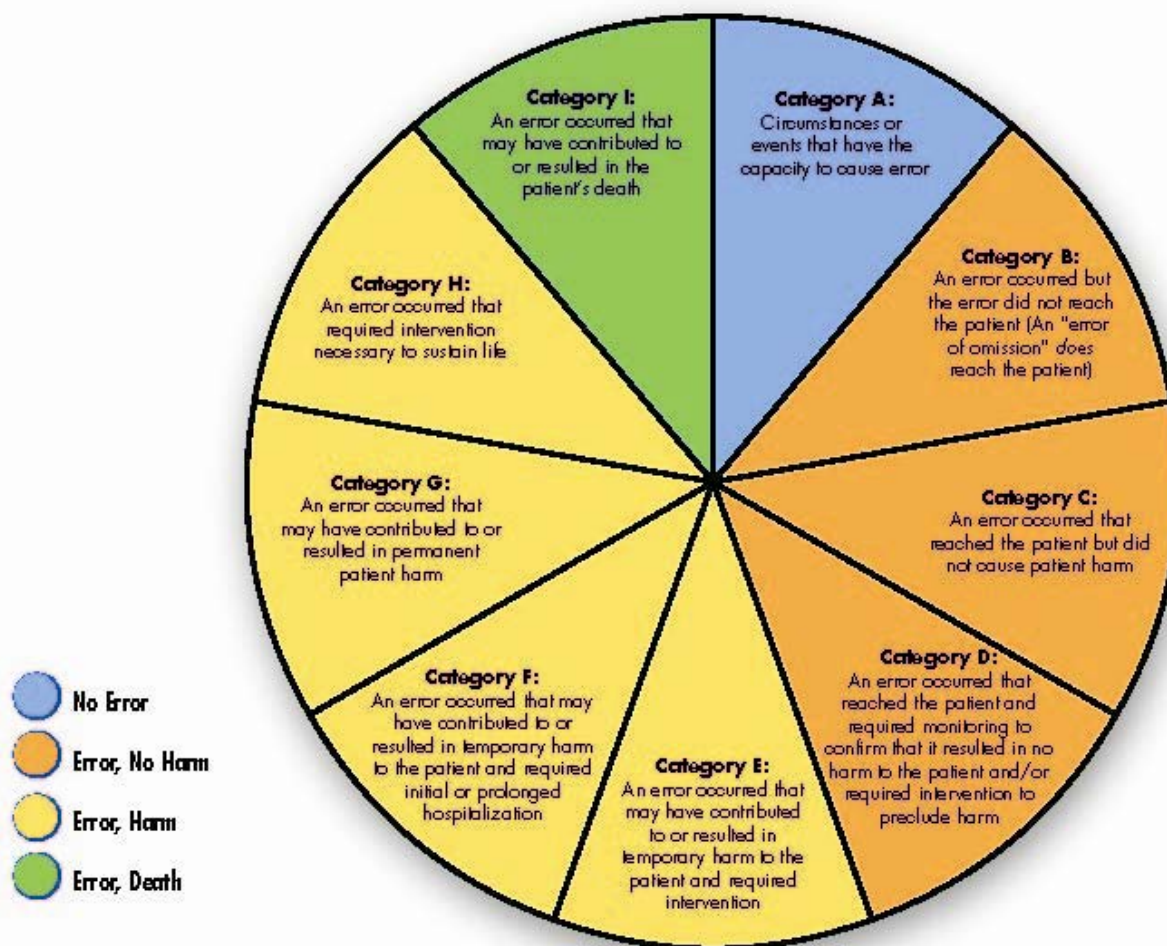 Category I:
An error occurred that
may have contributed to
or resulted in the
patient's death
Category A:
Circumstances or
events that have the
capacity to cause error
Category B:
An error occurred but
the error did not reach
the patient (An "error
of omission" does
reach the patient)
Category C:
An error occurred that
reached the patient but did
not cause patient harm
Category D:
An error occurred that
reached the patient and
required monitoring to
confirm that it resulted in no
harm to the patient and/or
required intervention to
preclude harm
Category E:
An error occurred that
may have contributed
to or resulted in
temporary harm to the
patient and required
intervention
Category F:
An error occurred that may
have contributed to or
resulted in temporary harm
to the patient and required
initial or prolonged
hospitalization
Category G:
An error occurred that
may have contributed to or
resulted in permanent
patient harm
Category H:
An error occurred that
required intervention
necessary to sustain life
No Error
Error, No Harm
Error, Harm
Error, Death